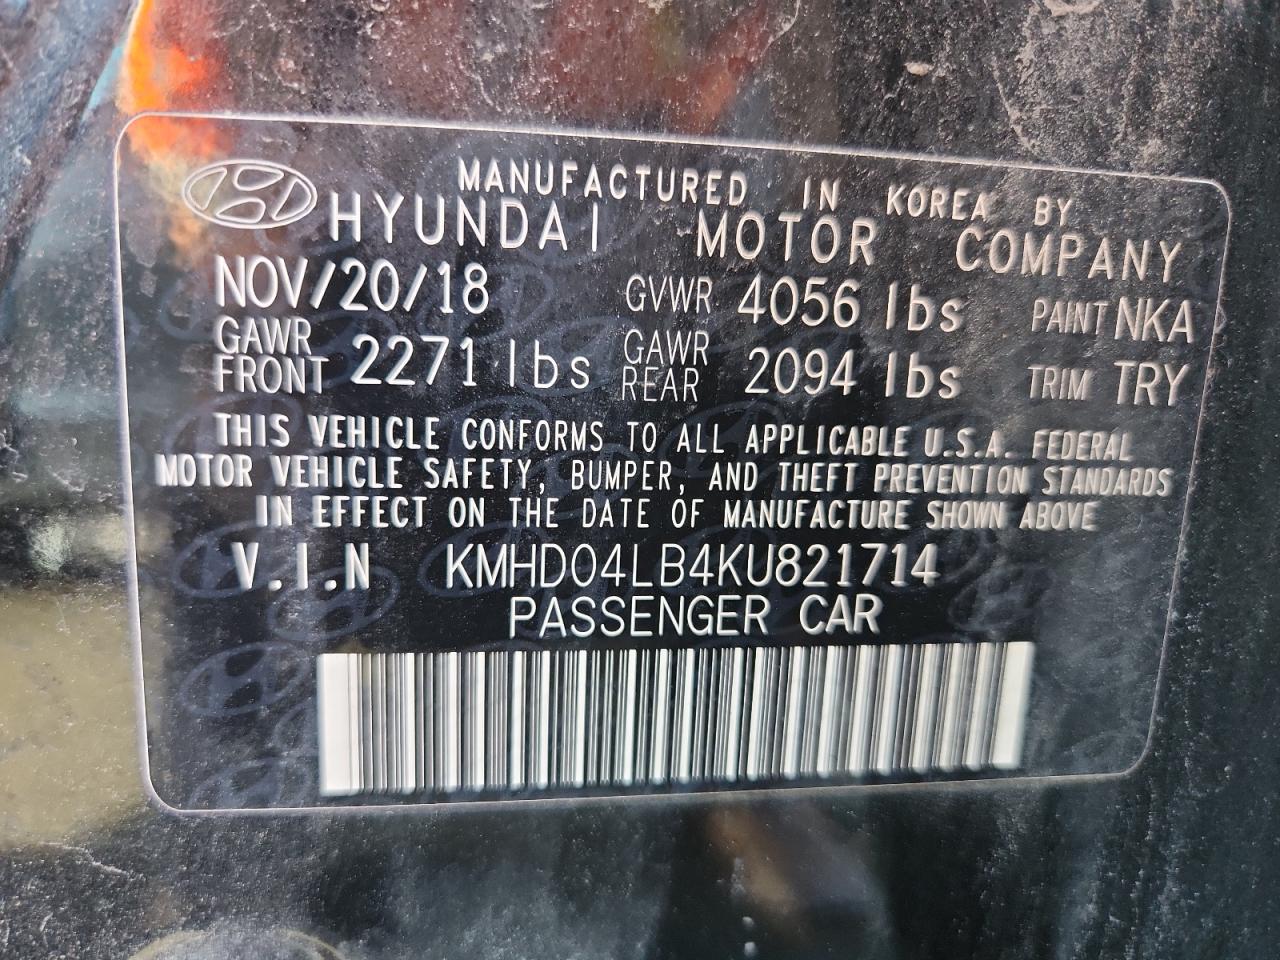 MANUFACTURED IN KOREA BY
HYUNDAI MOTOR COMPANY
NOV/20/18 GVWR 4056 lbs PAINT NKA
GAWR FRONT 2271 lbs GAWR REAR 2094 lbs TRIM TRY
THIS VEHICLE CONFORMS TO ALL APPLICABLE U.S.A. FEDERAL
MOTOR VEHICLE SAFETY, BUMPER, AND THEFT PREVENTION STANDARDS
IN EFFECT ON THE DATE OF MANUFACTURE SHOWN ABOVE
V.I.N KMHD04LB4KU821714
PASSENGER CAR